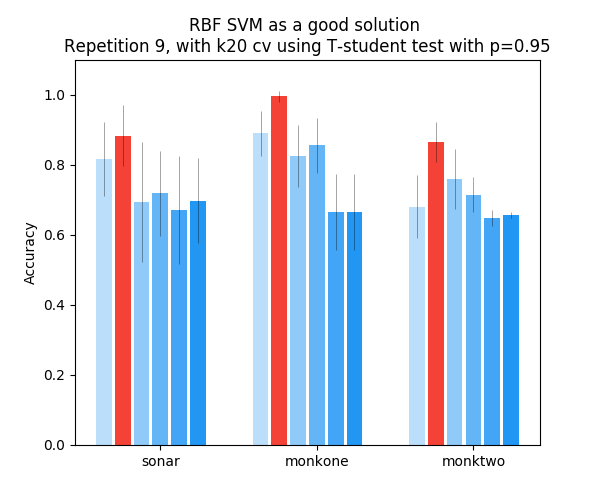 RBF SVM as a good solution
Repetition 9, with k20 cv using T-student test with p=0.95
Accuracy
1.0
0.8
0.6
0.4
0.2
0.0
sonar
monkone
monktwo